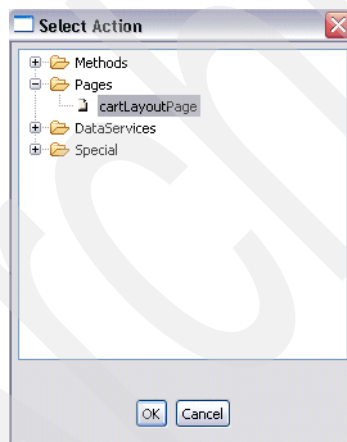 Select Action
Methods
Pages
cartLayoutPage
DataServices
Special
OK Cancel